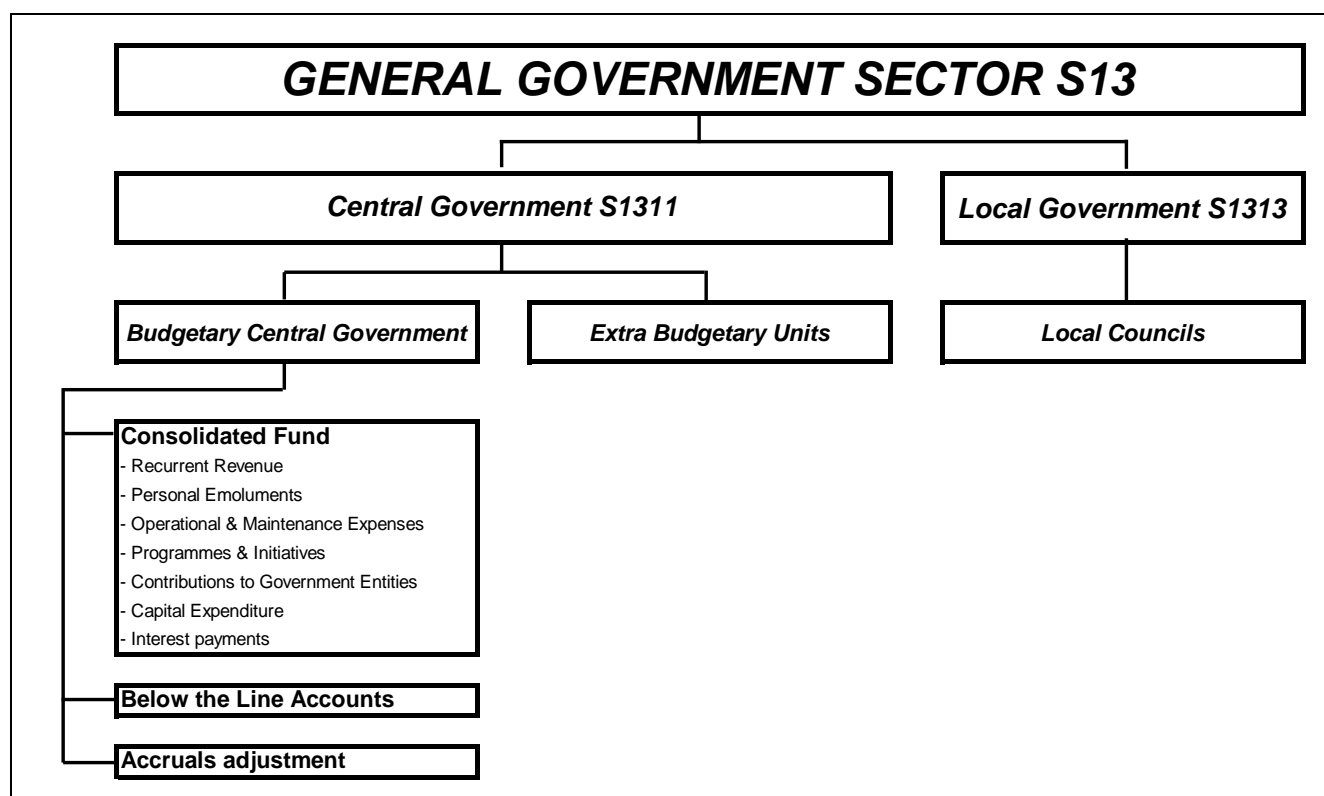 GENERAL GOVERNMENT SECTOR S13
Central Government S1311
Local Government S1313
Budgetary Central Government
Extra Budgetary Units
Local Councils
Consolidated Fund
- Recurrent Revenue
- Personal Emoluments
- Operational & Maintenance Expenses
- Programmes & Initiatives
- Contributions to Government Entities
- Capital Expenditure
- Interest payments
Below the Line Accounts
Accruals adjustment